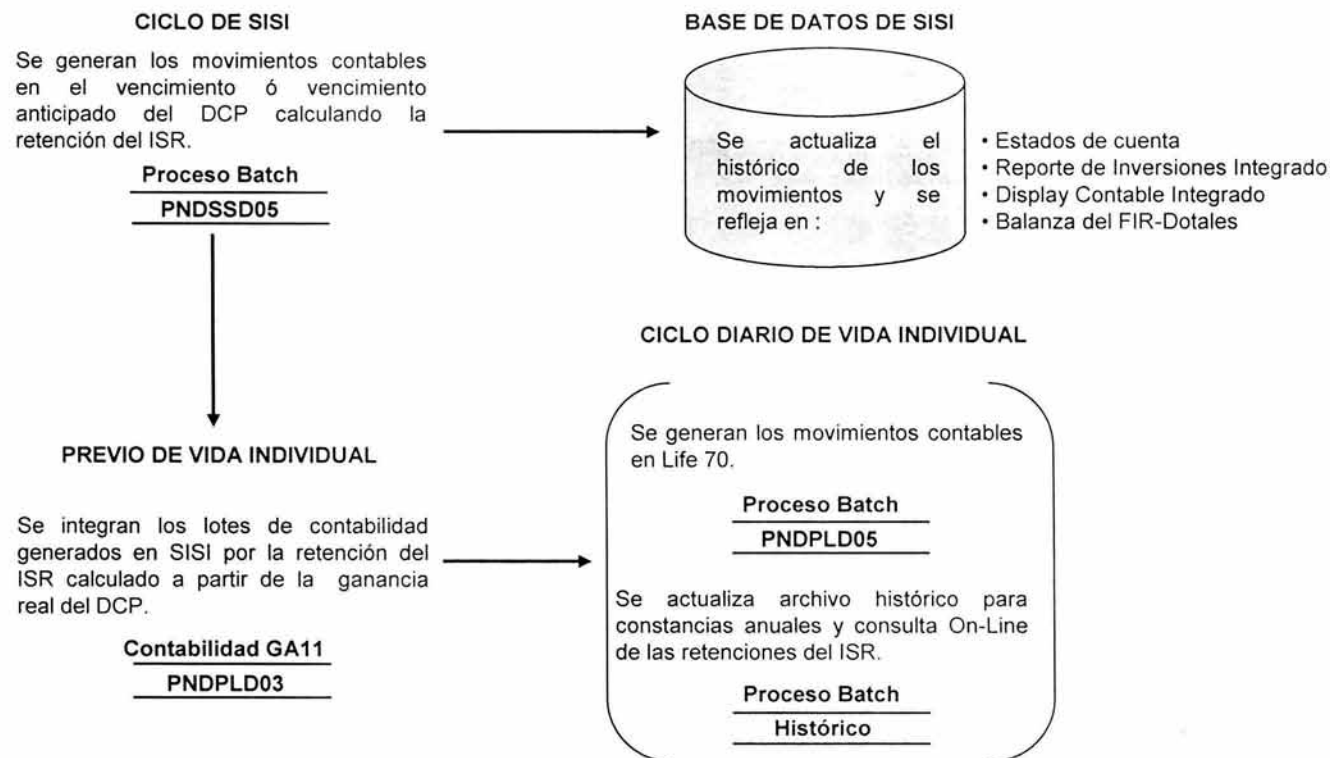 CICLO DE SISI
Se generan los movimientos contables
en el vencimiento ó vencimiento
anticipado del DCP calculando la
retención del ISR.
Proceso Batch
PNDSSD05
BASE DE DATOS DE SISI
Se actualiza el
histórico de los
movimientos y se
refleja en :
• Estados de cuenta
• Reporte de Inversiones Integrado
• Display Contable Integrado
• Balanza del FIR-Dotales
PREVIO DE VIDA INDIVIDUAL
Se integran los lotes de contabilidad
generados en SISI por la retención del
ISR calculado a partir de la ganancia
real del DCP.
Contabilidad GA11
PNDPLD03
CICLO DIARIO DE VIDA INDIVIDUAL
Se generan los movimientos contables
en Life 70.
Proceso Batch
PNDPLD05
Se actualiza archivo histórico para
constancias anuales y consulta On-Line
de las retenciones del ISR.
Proceso Batch
Histórico